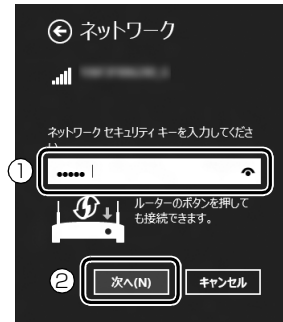 ネットワーク
ネットワーク セキュリティ キーを入力してくださ
い
①
•••••
ルーターのボタンを押して
も接続できます。
②
次へ(N)
キャンセル